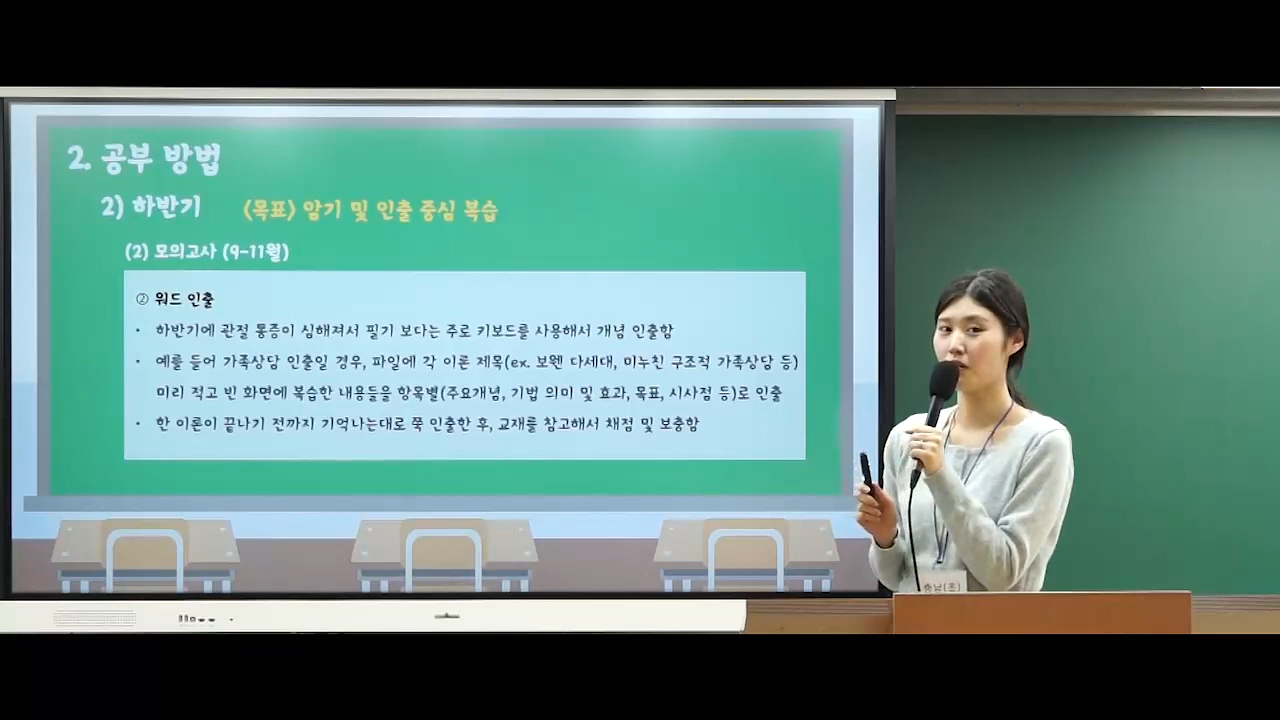 2. 공부 방법
2) 하반기 <목표> 암기 및 인출 중심 복습
(2) 모의고사 (9-11월)
② 워드 인출
• 하반기에 관절 통증이 심해져서 필기 보다는 주로 키보드를 사용해서 개념 인출함
• 예를 들어 가족상담 인출일 경우, 파일에 각 이론 제목(ex. 보웬 다세대, 미누친 구조적 가족상담 등)
미리 적고 빈 화면에 복습한 내용들을 항목별(주요개념, 기법 의미 및 효과, 목표, 시사점 등)로 인출
• 한 이론이 끝나기 전까지 기억나는대로 쭉 인출한 후, 교재를 참고해서 채점 및 보충함